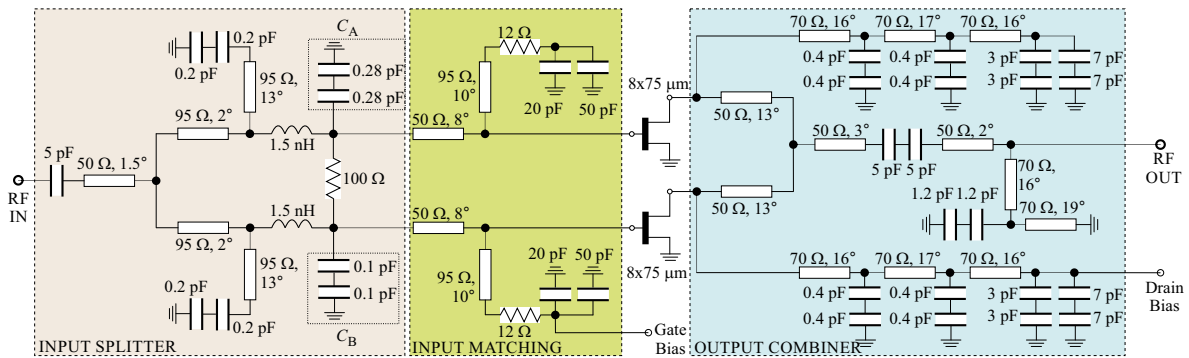 C_A
0.2 pF
0.2 pF
95 Ω,
13°
0.28 pF
0.28 pF
95 Ω, 2°
1.5 nH
5 pF
50 Ω, 1.5°
RF
IN
100 Ω
95 Ω, 2°
1.5 nH
95 Ω,
13°
0.2 pF
0.2 pF
0.1 pF
0.1 pF
C_B
INPUT SPLITTER
12 Ω
95 Ω,
10°
20 pF
50 pF
50 Ω, 8°
50 Ω, 8°
95 Ω,
10°
20 pF
50 pF
12 Ω
Gate
Bias
INPUT MATCHING
8x75 μm
8x75 μm
70 Ω, 16°
70 Ω, 17°
70 Ω, 16°
0.4 pF
0.4 pF
0.4 pF
0.4 pF
3 pF
3 pF
7 pF
7 pF
50 Ω, 13°
50 Ω, 3°
5 pF
5 pF
50 Ω, 2°
RF
OUT
70 Ω,
16°
1.2 pF
1.2 pF
70 Ω, 19°
50 Ω, 13°
70 Ω, 16°
70 Ω, 17°
70 Ω, 16°
0.4 pF
0.4 pF
0.4 pF
0.4 pF
3 pF
3 pF
7 pF
7 pF
Drain
Bias
OUTPUT COMBINER